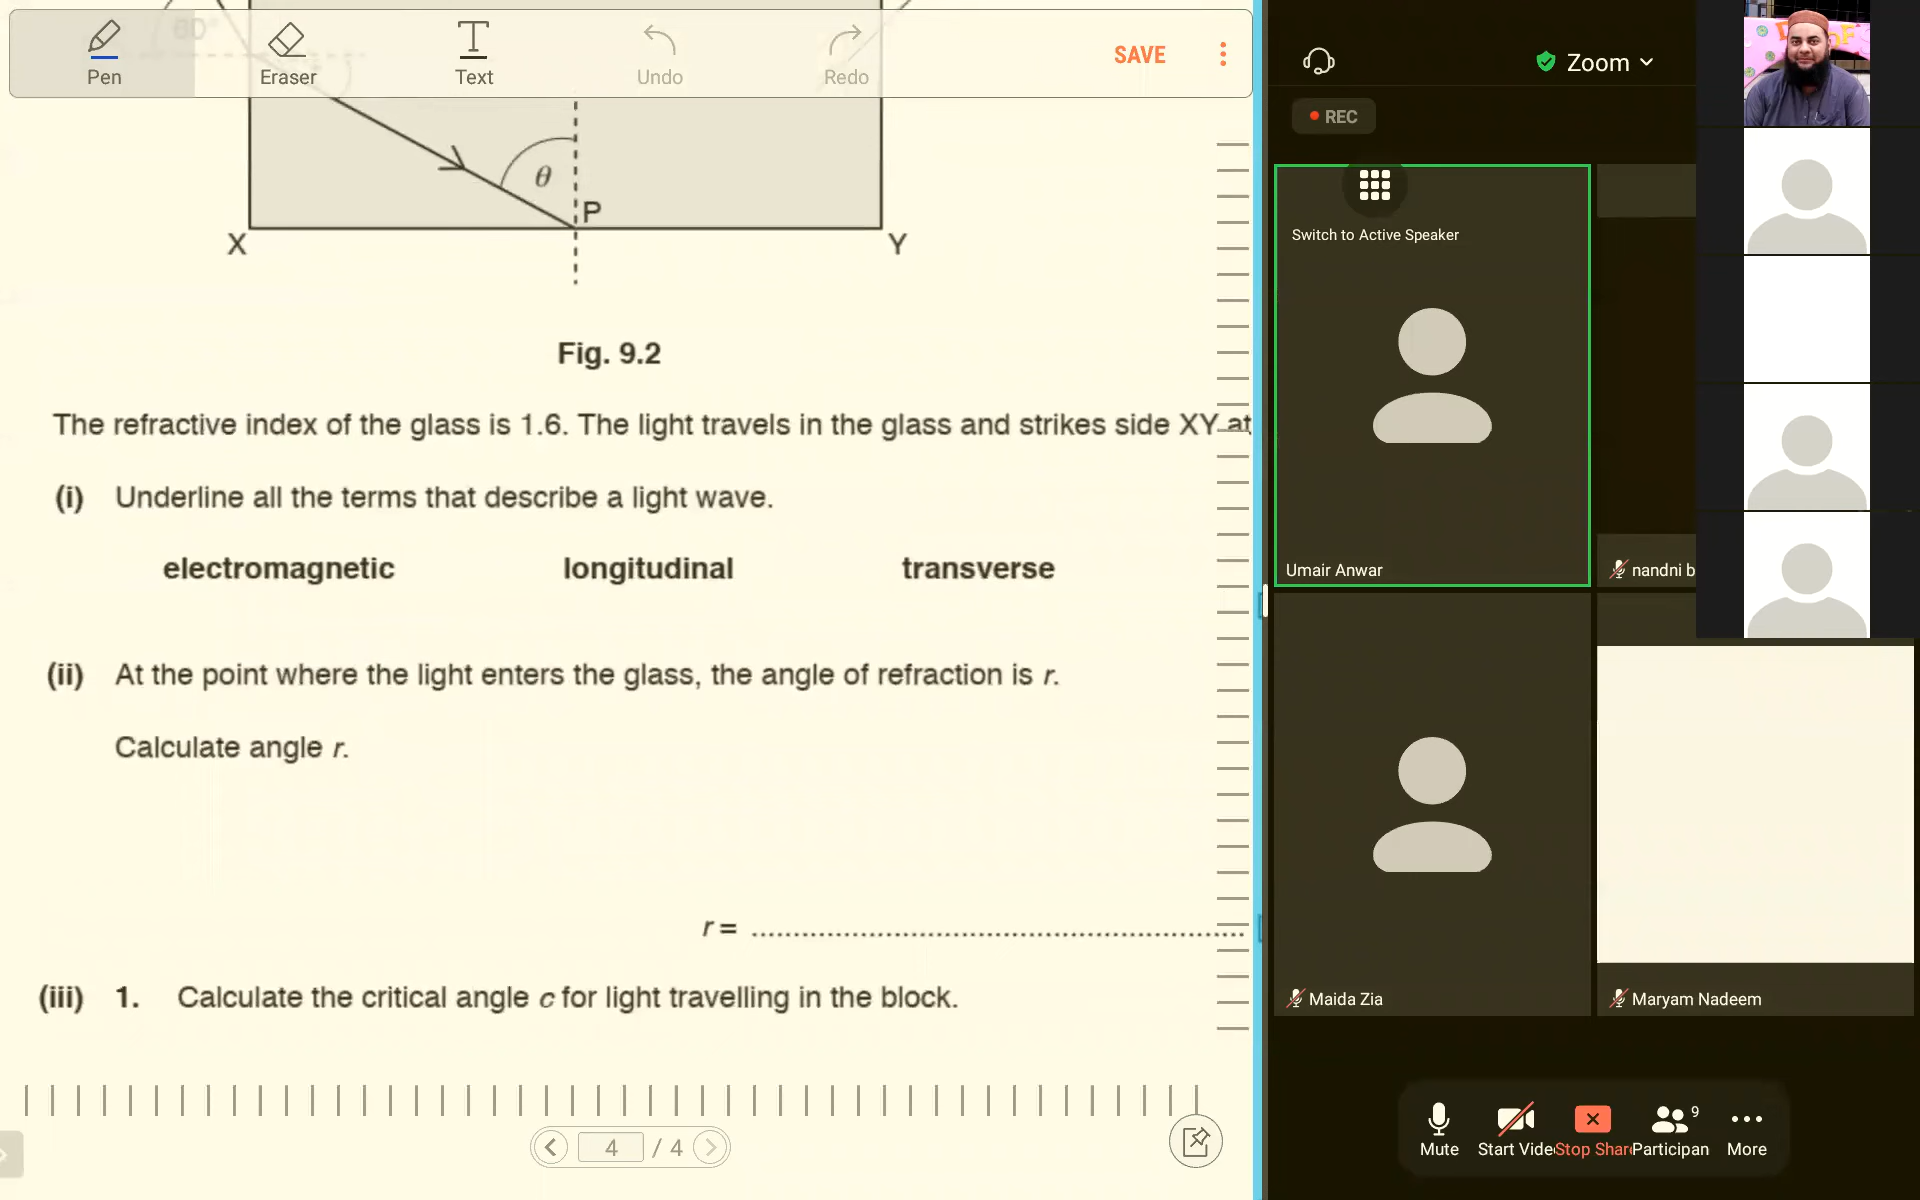 60°
Pen
Eraser
Text
Undo
Redo
SAVE
θ
P
X
Y
Fig. 9.2
The refractive index of the glass is 1.6. The light travels in the glass and strikes side XY at
(i) Underline all the terms that describe a light wave.
electromagnetic longitudinal transverse
(ii) At the point where the light enters the glass, the angle of refraction is r.
Calculate angle r.
r = ............................................................
(iii) 1. Calculate the critical angle c for light travelling in the block.
4 / 4
Zoom
REC
Switch to Active Speaker
Umair Anwar
nandni b
Maida Zia
Maryam Nadeem
Mute
Start Vide
Stop Shar
Participan
9
More